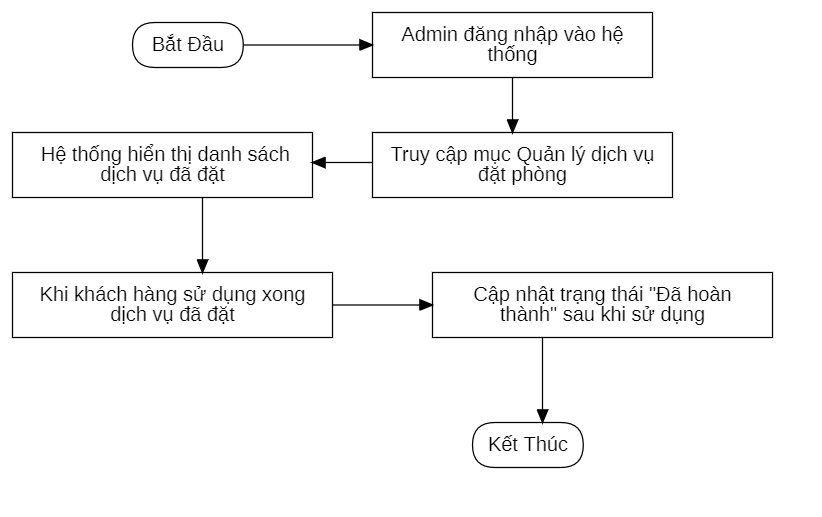 Bắt Đầu
Admin đăng nhập vào hệ
thống
Truy cập mục Quản lý dịch vụ
đặt phòng
Hệ thống hiển thị danh sách
dịch vụ đã đặt
Khi khách hàng sử dụng xong
dịch vụ đã đặt
Cập nhật trạng thái "Đã hoàn
thành" sau khi sử dụng
Kết Thúc